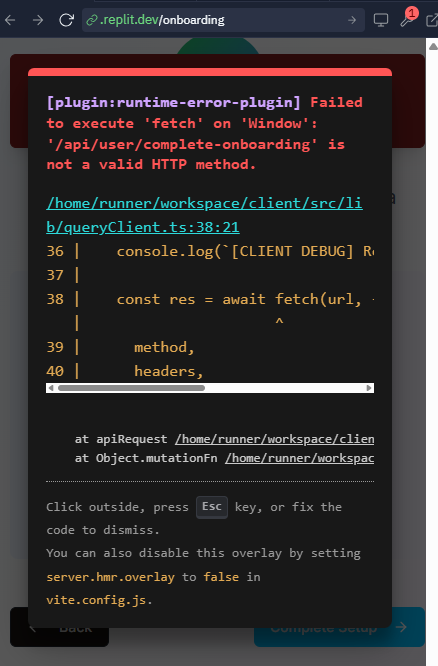 .replit.dev/onboarding
1
[plugin:runtime-error-plugin] Failed
to execute 'fetch' on 'Window':
'/api/user/complete-onboarding' is
not a valid HTTP method.
/home/runner/workspace/client/src/li
b/queryClient.ts:38:21
36 |    console.log(`[CLIENT DEBUG] Re
37 |
38 |    const res = await fetch(url,
   |                      ^
39 |      method,
40 |      headers,
at apiRequest /home/runner/workspace/clien
at Object.mutationFn /home/runner/workspac
Click outside, press Esc key, or fix the
code to dismiss.
You can also disable this overlay by setting
server.hmr.overlay to false in
vite.config.js.
Back
Complete Setup